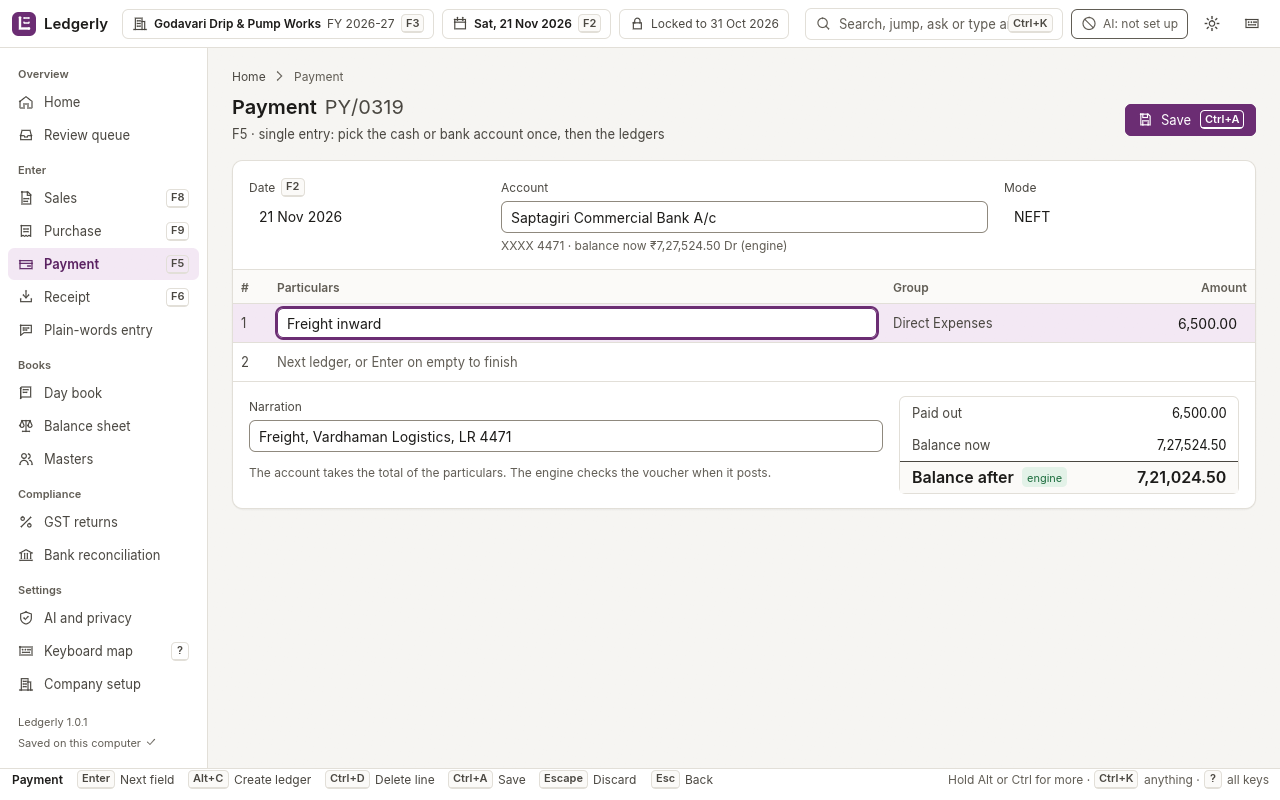 Ledgerly
Godavari Drip & Pump Works FY 2026-27 F3
Sat, 21 Nov 2026 F2
Locked to 31 Oct 2026
Search, jump, ask or type a Ctrl+K
AI: not set up
Overview
Home
Review queue
Enter
Sales F8
Purchase F9
Payment F5
Receipt F6
Plain-words entry
Books
Day book
Balance sheet
Masters
Compliance
GST returns
Bank reconciliation
Settings
AI and privacy
Keyboard map ?
Company setup
Ledgerly 1.0.1
Saved on this computer
Home Payment
Payment PY/0319
F5 · single entry: pick the cash or bank account once, then the ledgers
Save Ctrl+A
Date F2
21 Nov 2026
Account
Saptagiri Commercial Bank A/c
XXXX 4471 · balance now ₹7,27,524.50 Dr (engine)
Mode
NEFT
# Particulars Group Amount
1 Freight inward Direct Expenses 6,500.00
2 Next ledger, or Enter on empty to finish
Narration
Freight, Vardhaman Logistics, LR 4471
The account takes the total of the particulars. The engine checks the voucher when it posts.
Paid out 6,500.00
Balance now 7,27,524.50
Balance after engine 7,21,024.50
Payment Enter Next field Alt+C Create ledger Ctrl+D Delete line Ctrl+A Save Escape Discard Esc Back
Hold Alt or Ctrl for more · Ctrl+K anything · ? all keys